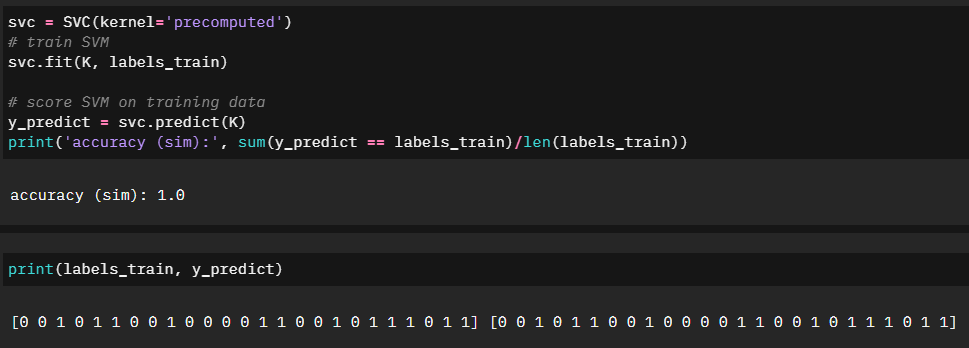 svc = SVC(kernel='precomputed')
# train SVM
svc.fit(K, labels_train)
# score SVM on training data
y_predict = svc.predict(K)
print('accuracy (sim):', sum(y_predict == labels_train)/len(labels_train))
accuracy (sim): 1.0
print(labels_train, y_predict)
[0 0 1 0 1 1 0 0 1 0 0 0 0 1 1 0 0 1 0 1 1 1 0 1 1] [0 0 1 0 1 1 0 0 1 0 0 0 0 1 1 0 0 1 0 1 1 1 0 1 1]